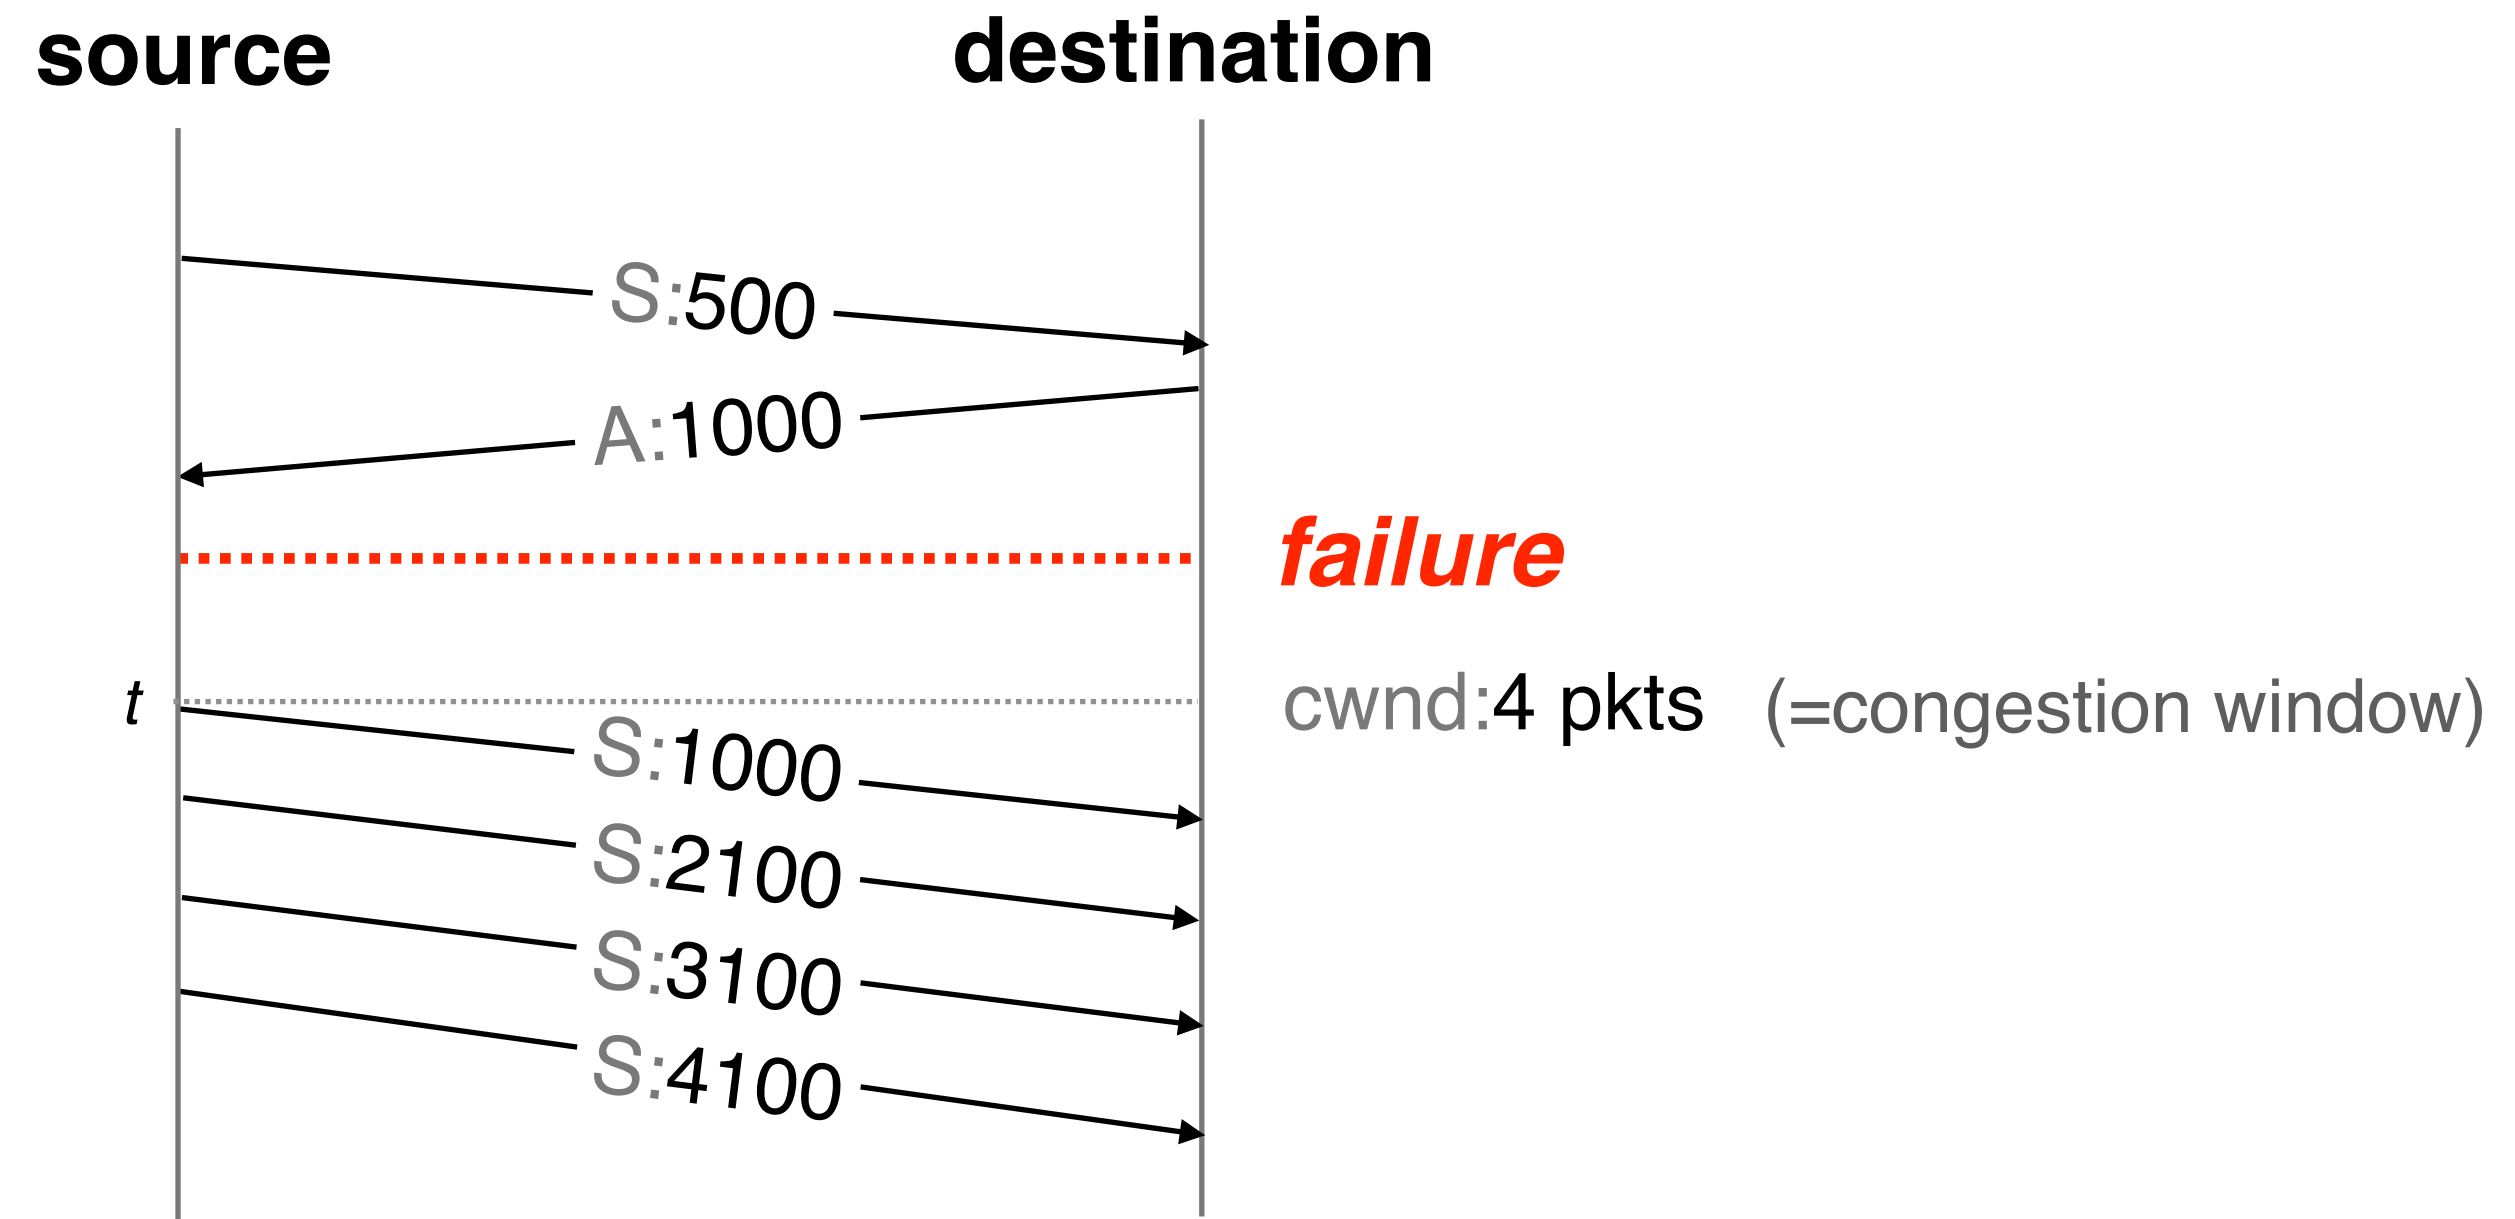 source
destination
S:500
A:1000
failure
t
cwnd:4 pkts (=congestion window)
S:1000
S:2100
S:3100
S:4100